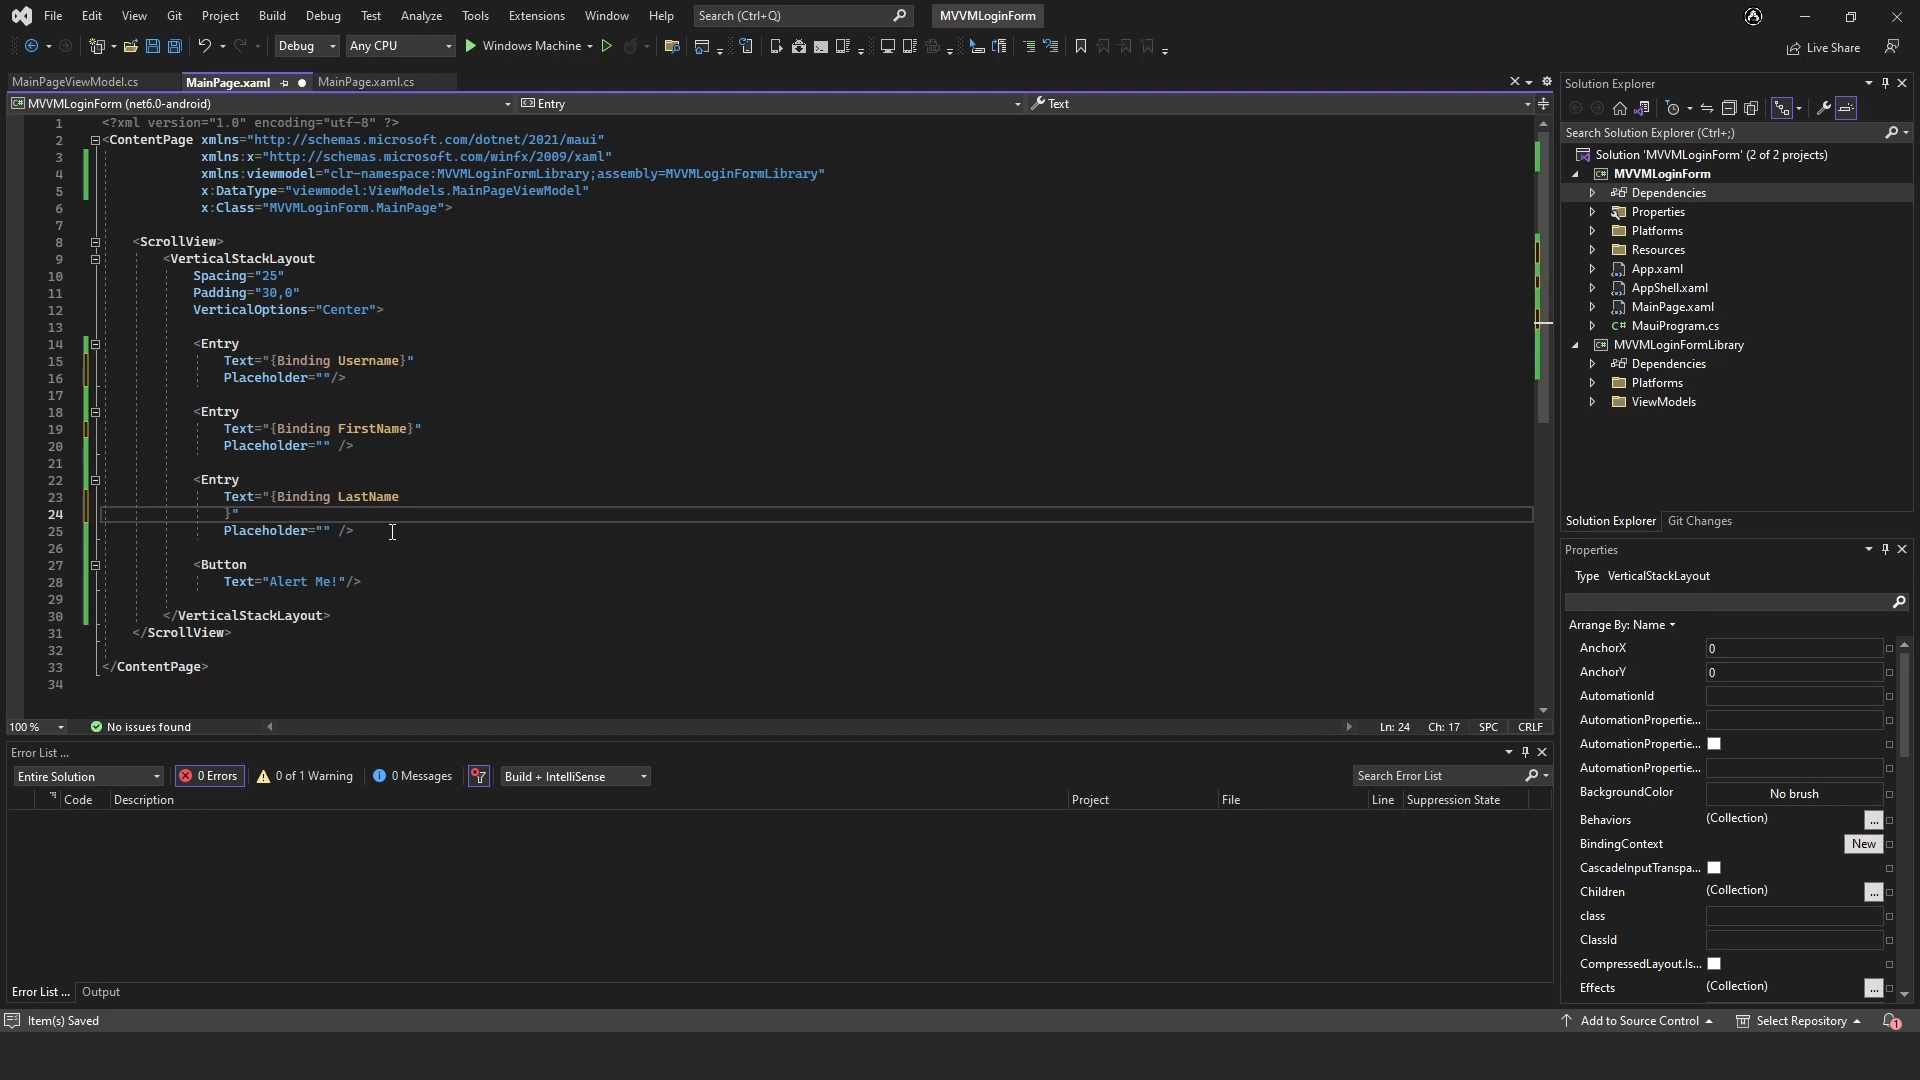 File Edit View Git Project Build Debug Test Analyze Tools Extensions Window Help Search (Ctrl+Q) MVVMLoginForm
Debug Any CPU Windows Machine Live Share
MainPageViewModel.cs MainPage.xaml MainPage.xaml.cs
MVVMLoginForm (net6.0-android) Entry Text
1 <?xml version="1.0" encoding="utf-8" ?>
2 <ContentPage xmlns="http://schemas.microsoft.com/dotnet/2021/maui"
3 xmlns:x="http://schemas.microsoft.com/winfx/2009/xaml"
4 xmlns:viewmodel="clr-namespace:MVVMLoginFormLibrary;assembly=MVVMLoginFormLibrary"
5 x:DataType="viewmodel:ViewModels.MainPageViewModel"
6 x:Class="MVVMLoginForm.MainPage">
7
8 <ScrollView>
9 <VerticalStackLayout
10 Spacing="25"
11 Padding="30,0"
12 VerticalOptions="Center">
13
14 <Entry
15 Text="{Binding Username}"
16 Placeholder=""/>
17
18 <Entry
19 Text="{Binding FirstName}"
20 Placeholder="" />
21
22 <Entry
23 Text="{Binding LastName
24 }"
25 Placeholder="" />
26
27 <Button
28 Text="Alert Me!"/>
29
30 </VerticalStackLayout>
31 </ScrollView>
32
33 </ContentPage>
34
100 % No issues found Ln: 24 Ch: 17 SPC CRLF
Error List ...
Entire Solution 0 Errors 0 of 1 Warning 0 Messages Build + IntelliSense Search Error List
Code Description Project File Line Suppression State
Error List ... Output
Solution Explorer
Search Solution Explorer (Ctrl+;)
Solution 'MVVMLoginForm' (2 of 2 projects)
MVVMLoginForm
Dependencies
Properties
Platforms
Resources
App.xaml
AppShell.xaml
MainPage.xaml
C# MauiProgram.cs
MVVMLoginFormLibrary
Dependencies
Platforms
ViewModels
Solution Explorer Git Changes
Properties
Type VerticalStackLayout
Arrange By: Name
AnchorX 0
AnchorY 0
AutomationId
AutomationPropertie...
AutomationPropertie...
AutomationPropertie...
BackgroundColor No brush
Behaviors (Collection) ...
BindingContext New
CascadeInputTranspa...
Children (Collection) ...
class
ClassId
CompressedLayout.Is...
Effects (Collection) ...
Item(s) Saved Add to Source Control Select Repository 1